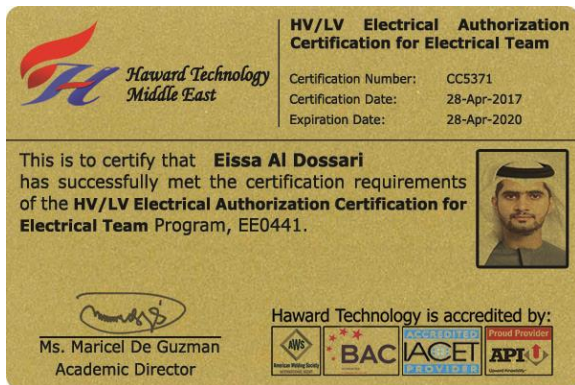 HV/LV Electrical Authorization
Certification for Electrical Team
Haward Technology
Middle East
Certification Number: CC5371
Certification Date: 28-Apr-2017
Expiration Date: 28-Apr-2020
This is to certify that Eissa Al Dossari
has successfully met the certification requirements
of the HV/LV Electrical Authorization Certification for
Electrical Team Program, EE0441.
Ms. Maricel De Guzman
Academic Director
Haward Technology is accredited by:
AWS
American Welding Society
BAC
ACCREDITED
IACET
PROVIDER
Proud Provider
API